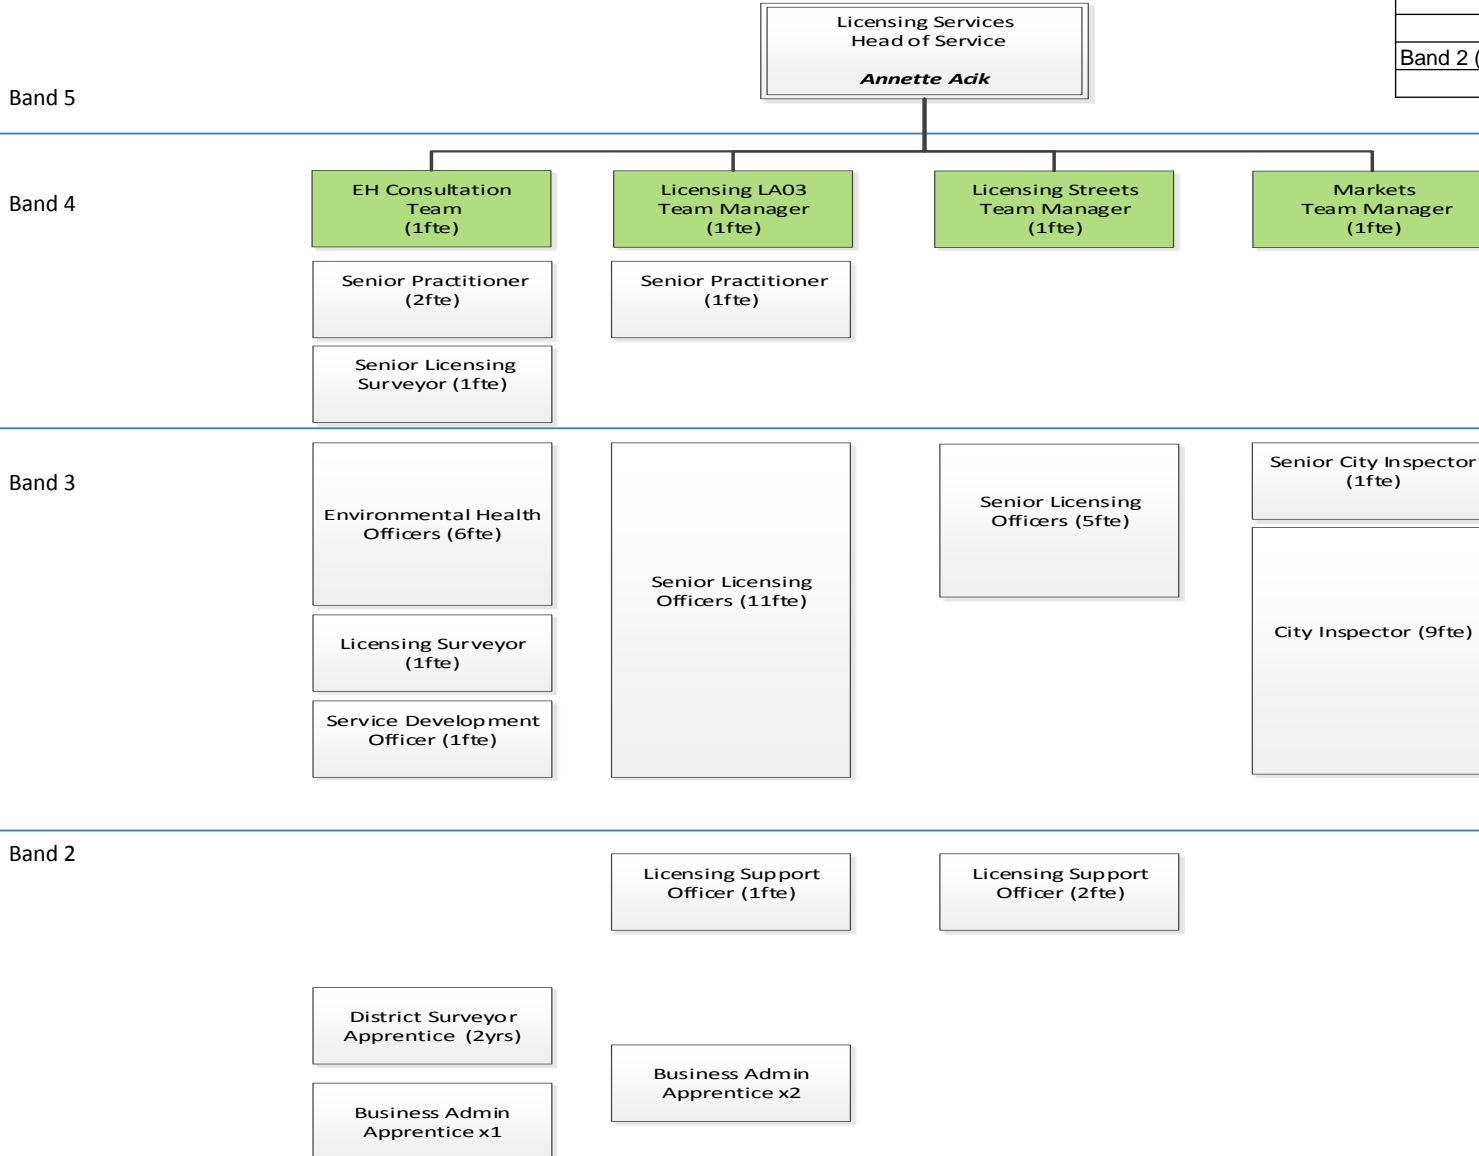 Licensing Services
Head of Service
Annette Acik
Band 2 (
Band 5
Band 4
EH Consultation
Team
(1fte)
Licensing LA03
Team Manager
(1fte)
Licensing Streets
Team Manager
(1fte)
Markets
Team Manager
(1fte)
Senior Practitioner
(2fte)
Senior Practitioner
(1fte)
Senior Licensing
Surveyor (1fte)
Band 3
Environmental Health
Officers (6fte)
Senior Licensing
Officers (11fte)
Senior Licensing
Officers (5fte)
Senior City Inspector
(1fte)
City Inspector (9fte)
Licensing Surveyor
(1fte)
Service Development
Officer (1fte)
Band 2
Licensing Support
Officer (1fte)
Licensing Support
Officer (2fte)
District Surveyor
Apprentice (2yrs)
Business Admin
Apprentice x2
Business Admin
Apprentice x1